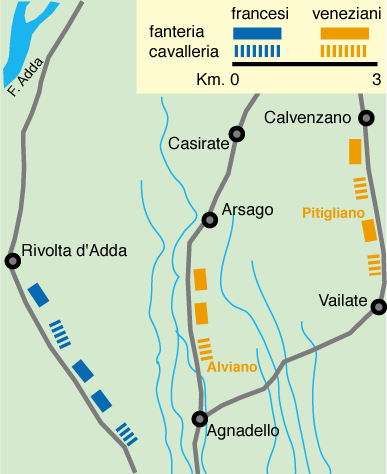 francesi veneziani
fanteria
cavalleria
Km. 0 3
F. Adda
Calvenzano
Casirate
Arsago
Pitigliano
Rivolta d'Adda
Vailate
Alviano
Agnadello